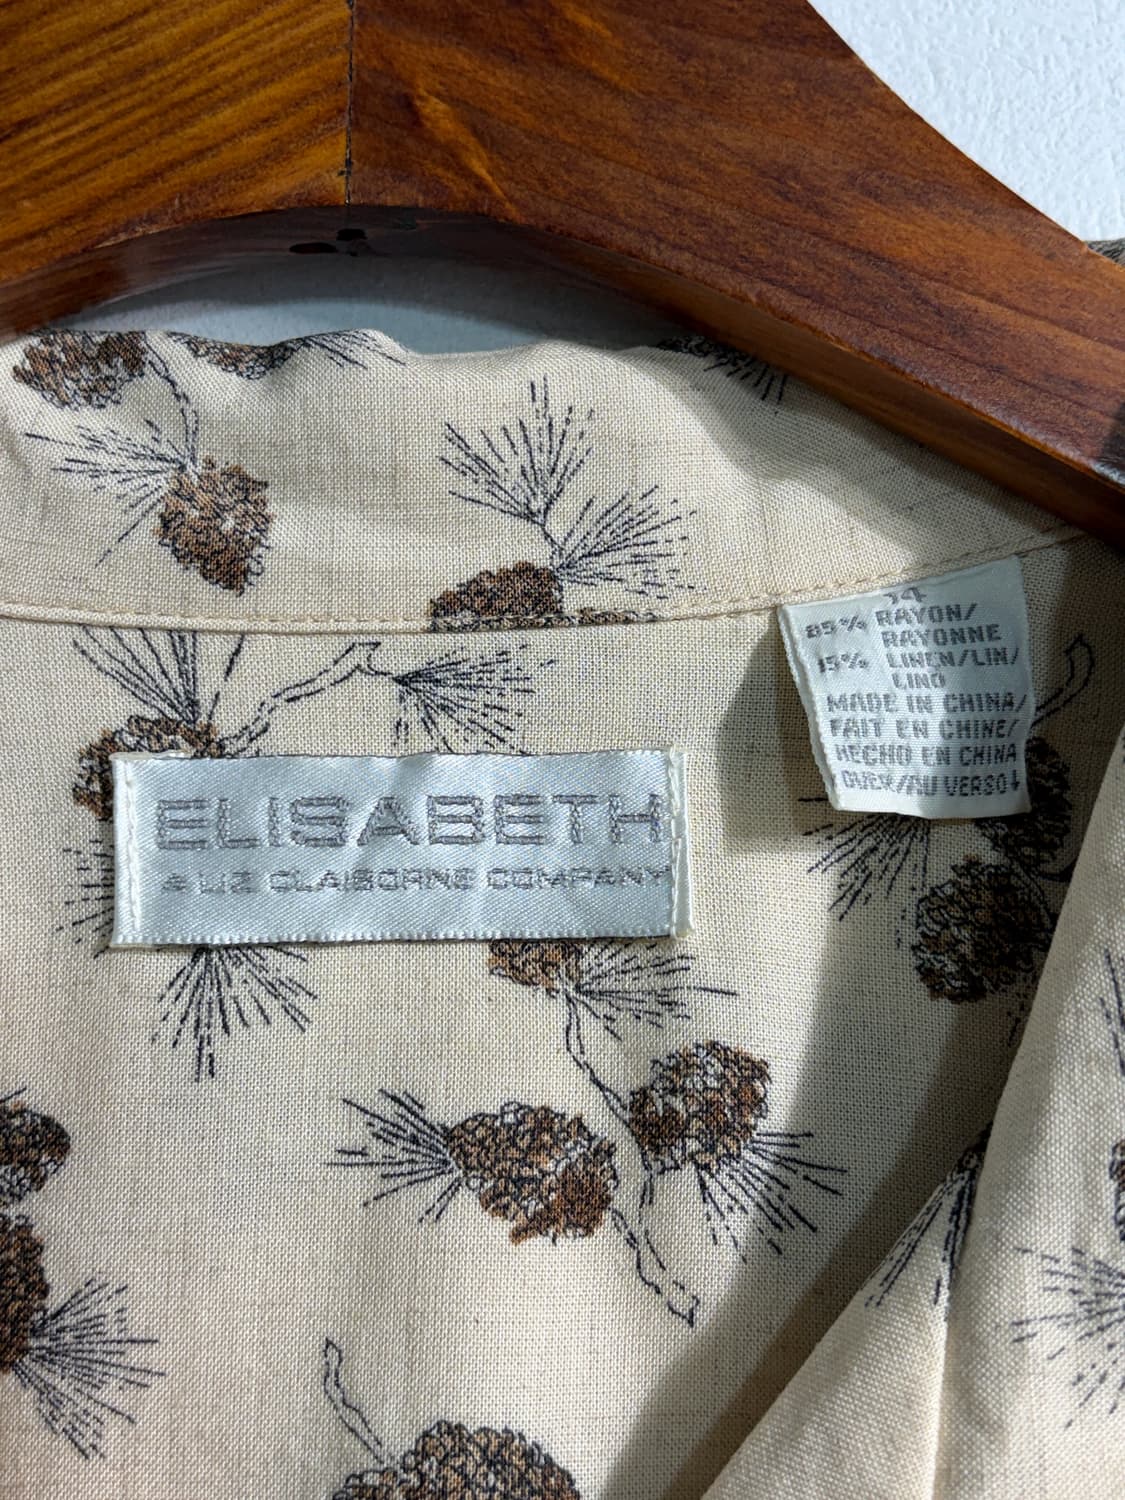 ELISABETH
A LIZ CLAIBORNE COMPANY
14
85% RAYON/
RAYONNE
15% LINEN/LIN/
LINO
MADE IN CHINA/
FAIT EN CHINE/
HECHO EN CHINA
OVER/AU VERSO↓